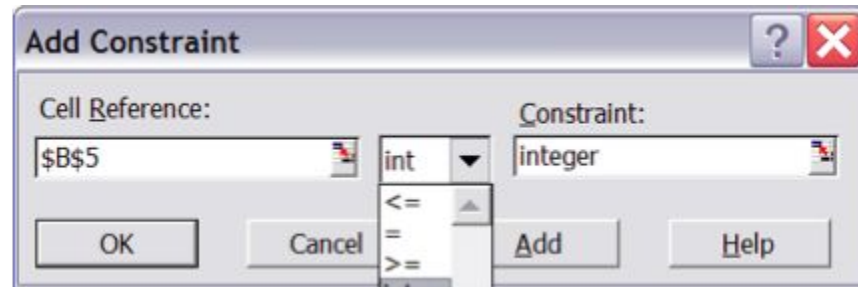 Add Constraint
?
Cell Reference: Constraint:
$B$5 int integer
<=
OK Cancel = Add Help
>=